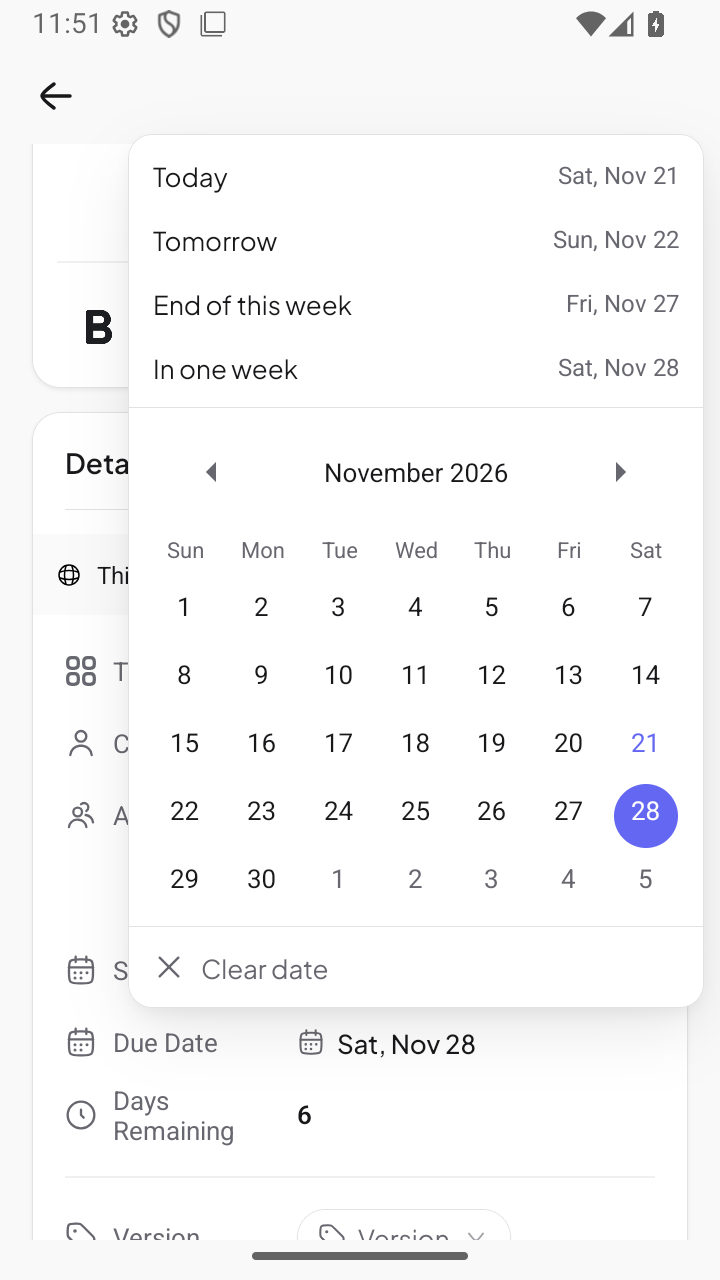 11:51
Today Sat, Nov 21
Tomorrow Sun, Nov 22
End of this week Fri, Nov 27
In one week Sat, Nov 28
B
November 2026
Deta
Sun Mon Tue Wed Thu Fri Sat
Thi
1 2 3 4 5 6 7
T
8 9 10 11 12 13 14
C
15 16 17 18 19 20 21
A
22 23 24 25 26 27 28
29 30 1 2 3 4 5
S
Clear date
Due Date Sat, Nov 28
Days
Remaining 6
Version Version